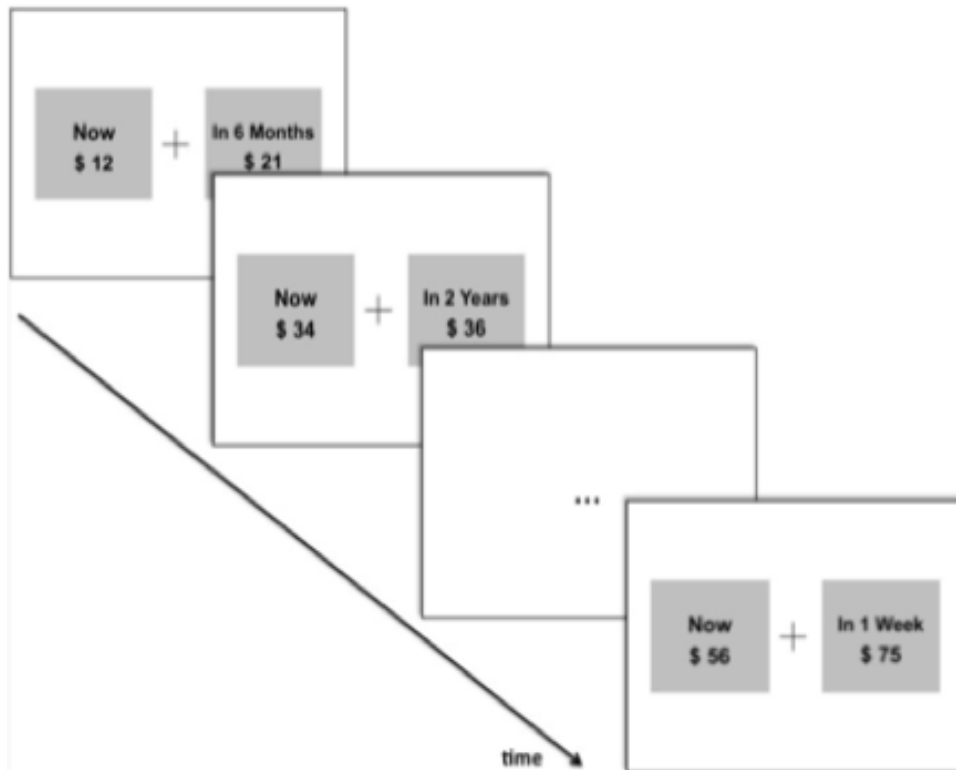 Now
$ 12
+
In 6 Months
$ 21
Now
$ 34
+
In 2 Years
$ 36
...
Now
$ 56
+
In 1 Week
$ 75
time